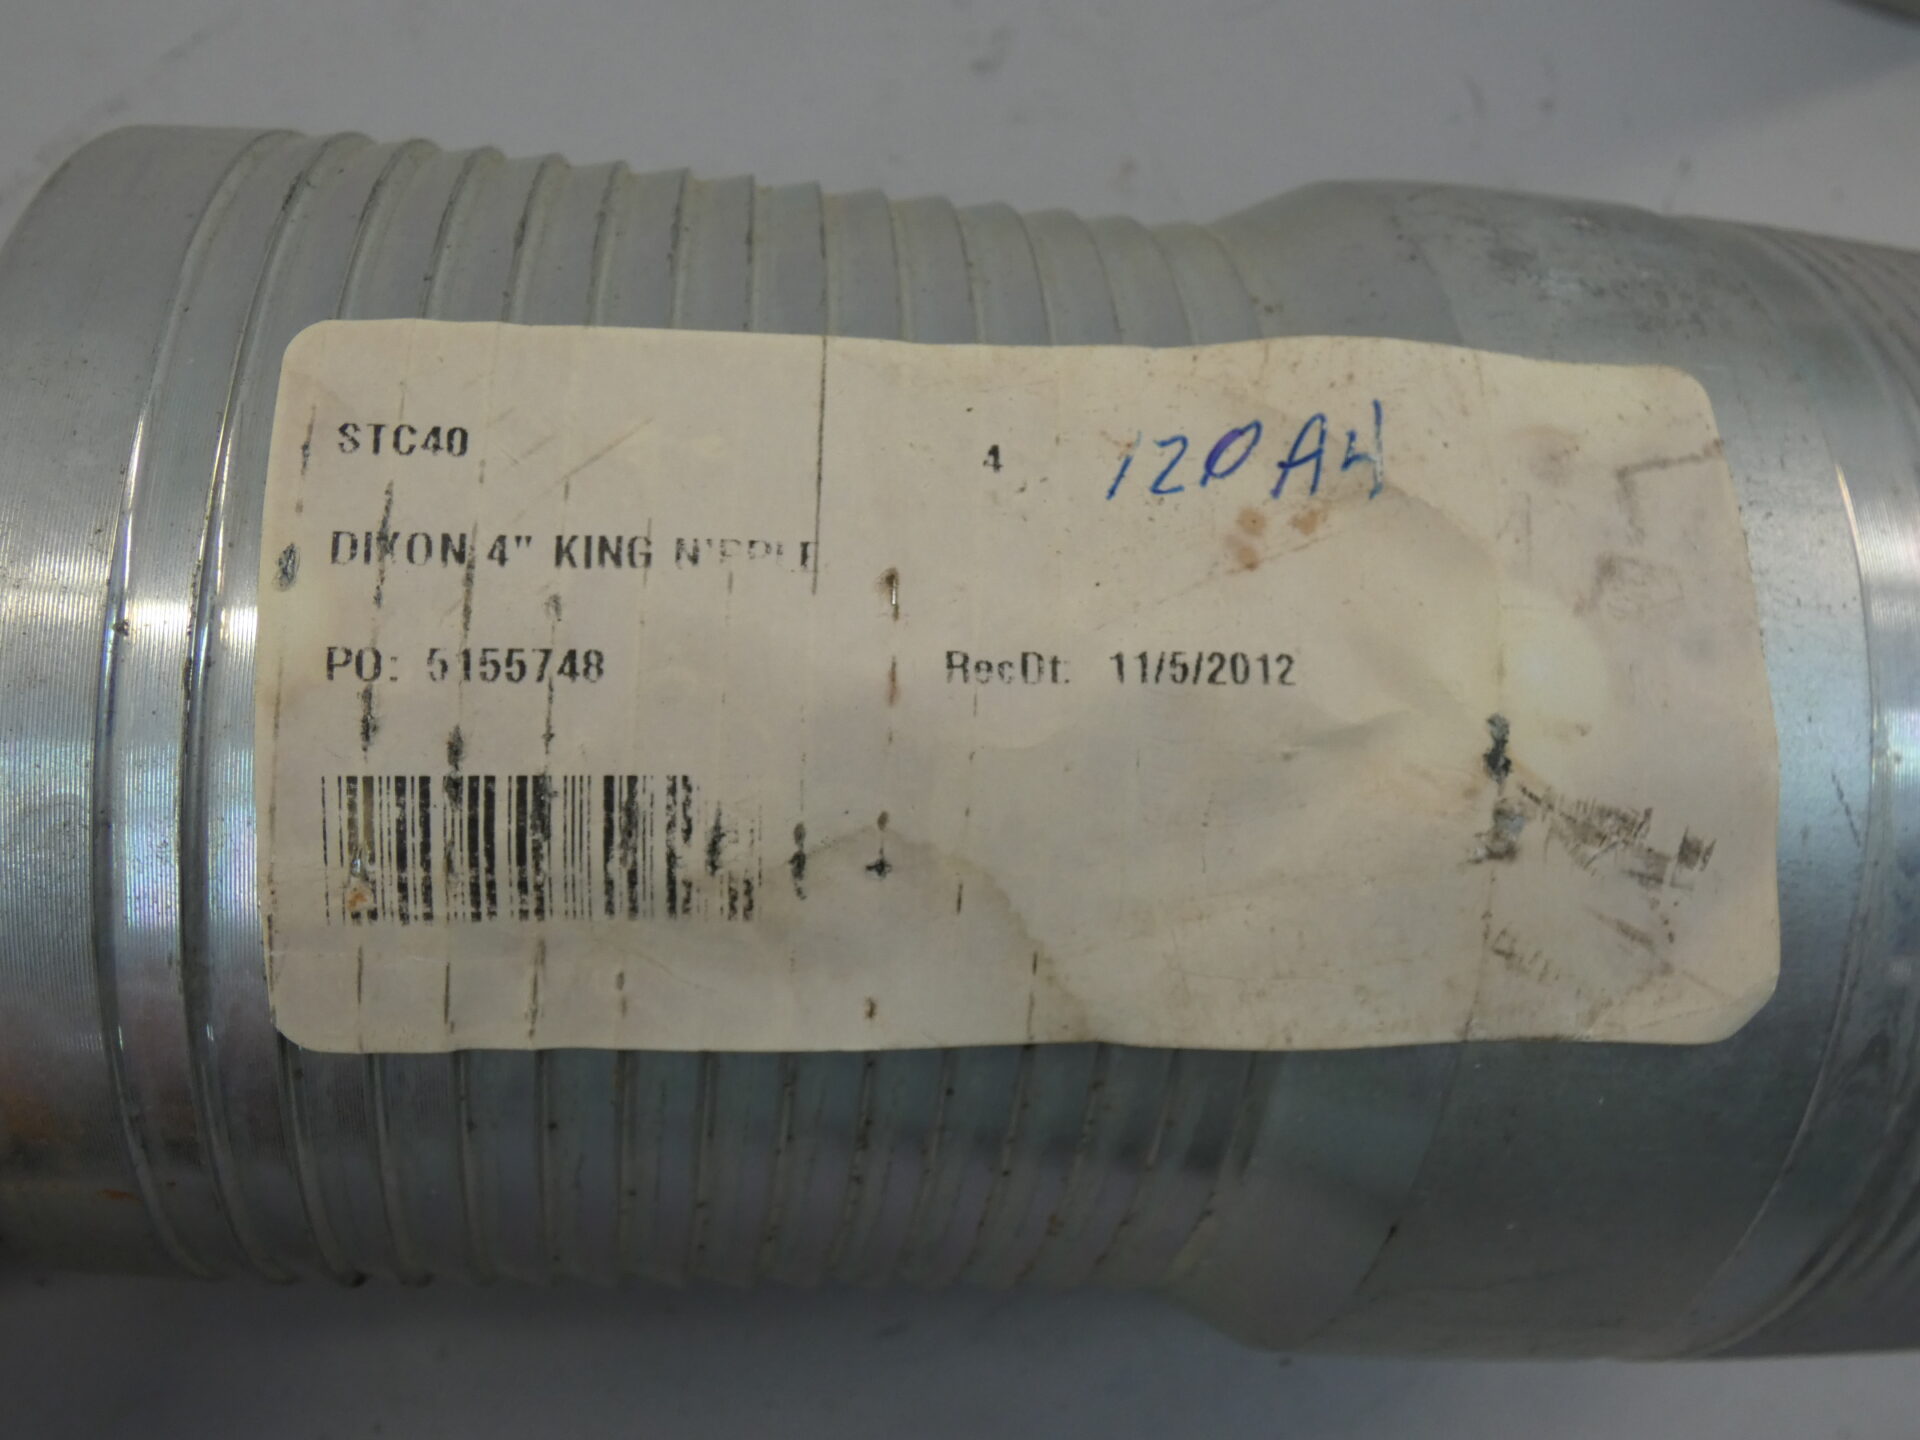 STC40 4 120A4
DIXON 4" KING NIPPLE
PO: 5155748 RecDt: 11/5/2012